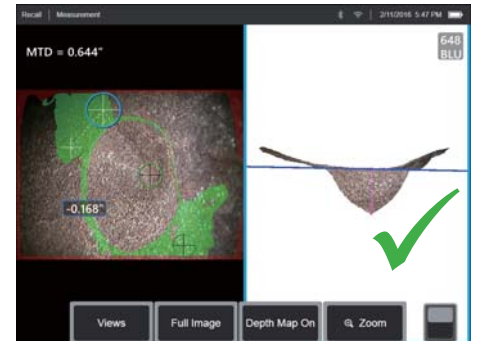 Recall | Measurement
2/11/2016 5:47 PM
MTD = 0.644"
648
BLU
-0.168"
Views
Full Image
Depth Map On
Zoom